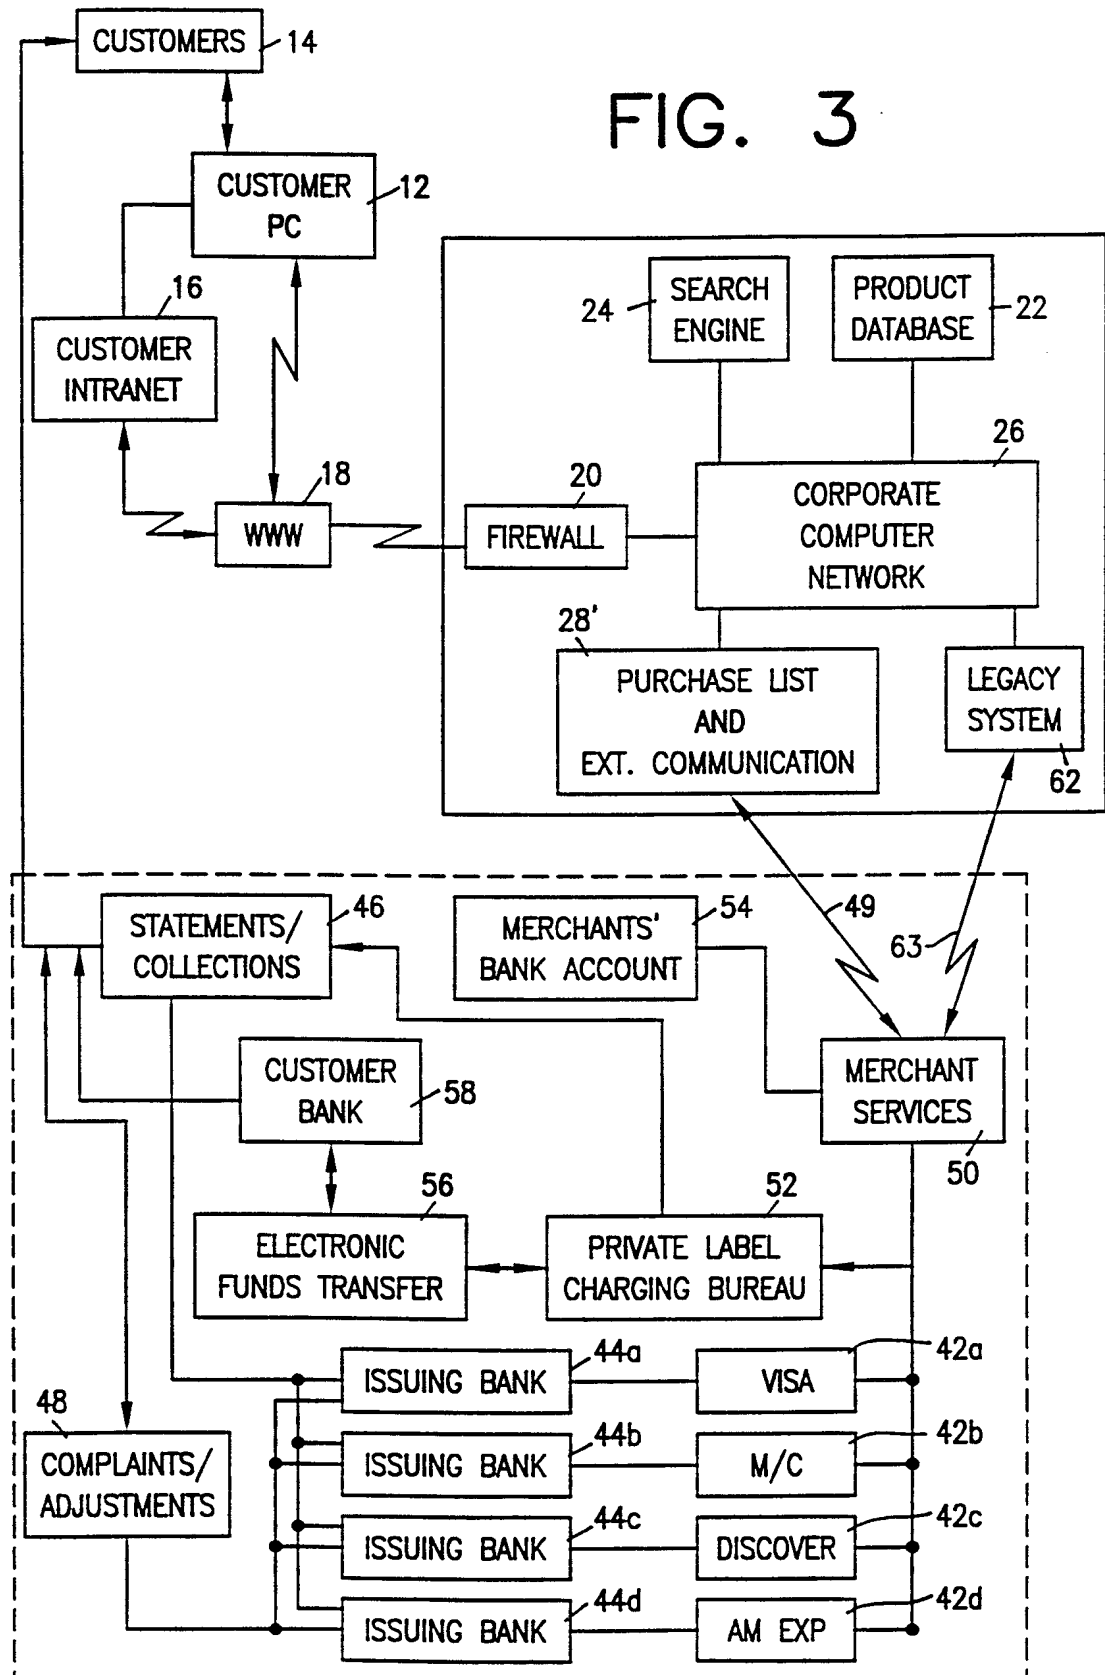 CUSTOMERS
14
FIG. 3
CUSTOMER
PC
12
16
CUSTOMER
INTRANET
18
WWW
24
SEARCH
ENGINE
PRODUCT
DATABASE
22
26
20
FIREWALL
CORPORATE
COMPUTER
NETWORK
28'
PURCHASE LIST
AND
EXT. COMMUNICATION
LEGACY
SYSTEM
62
STATEMENTS/
COLLECTIONS
46
MERCHANTS'
BANK ACCOUNT
54
49
63
CUSTOMER
BANK
58
MERCHANT
SERVICES
50
56
ELECTRONIC
FUNDS TRANSFER
52
PRIVATE LABEL
CHARGING BUREAU
ISSUING BANK
44a
VISA
42a
48
COMPLAINTS/
ADJUSTMENTS
ISSUING BANK
44b
M/C
42b
ISSUING BANK
44c
DISCOVER
42c
ISSUING BANK
44d
AM EXP
42d